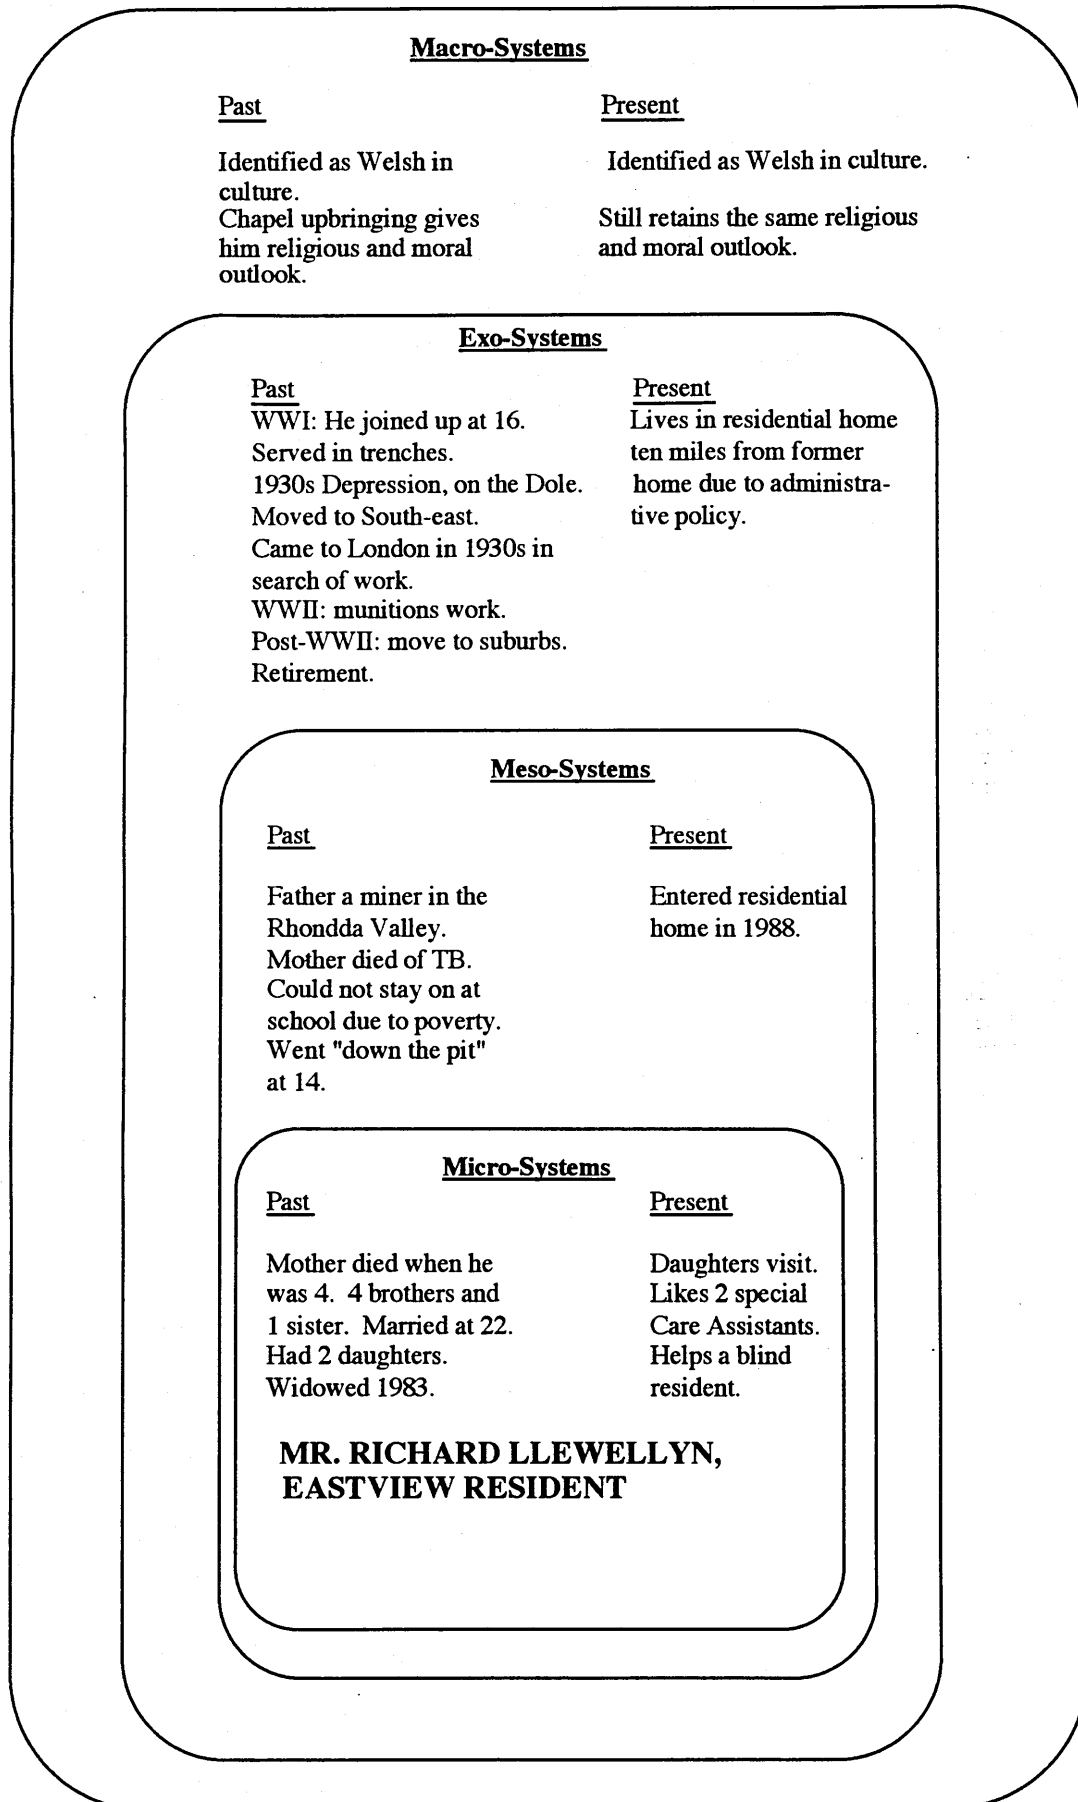 Macro-Systems
Past
Identified as Welsh in
culture.
Chapel upbringing gives
him religious and moral
outlook.
Present
Identified as Welsh in culture.
Still retains the same religious
and moral outlook.
Exo-Systems
Past
WWI: He joined up at 16.
Served in trenches.
1930s Depression, on the Dole.
Moved to South-east.
Came to London in 1930s in
search of work.
WWII: munitions work.
Post-WWII: move to suburbs.
Retirement.
Present
Lives in residential home
ten miles from former
home due to administra-
tive policy.
Meso-Systems
Past
Father a miner in the
Rhondda Valley.
Mother died of TB.
Could not stay on at
school due to poverty.
Went "down the pit"
at 14.
Present
Entered residential
home in 1988.
Micro-Systems
Past
Mother died when he
was 4. 4 brothers and
1 sister. Married at 22.
Had 2 daughters.
Widowed 1983.
Present
Daughters visit.
Likes 2 special
Care Assistants.
Helps a blind
resident.
MR. RICHARD LLEWELLYN,
EASTVIEW RESIDENT